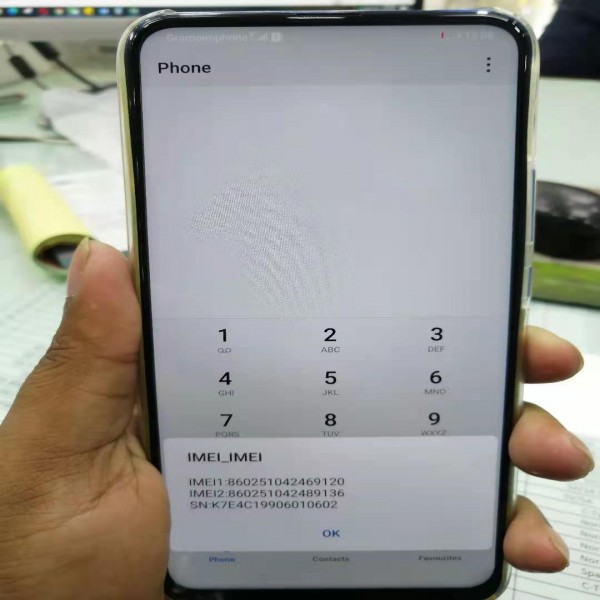 Grameenphone
Phone
1 2 3
ABC DEF
4 5 6
GHI JKL MNO
7 8 9
PQRS TUV WXYZ
IMEI_IMEI
IMEI1:860251042469120
IMEI2:860251042489136
SN:K7E4C19906010602
OK
Phone Contacts Favourites